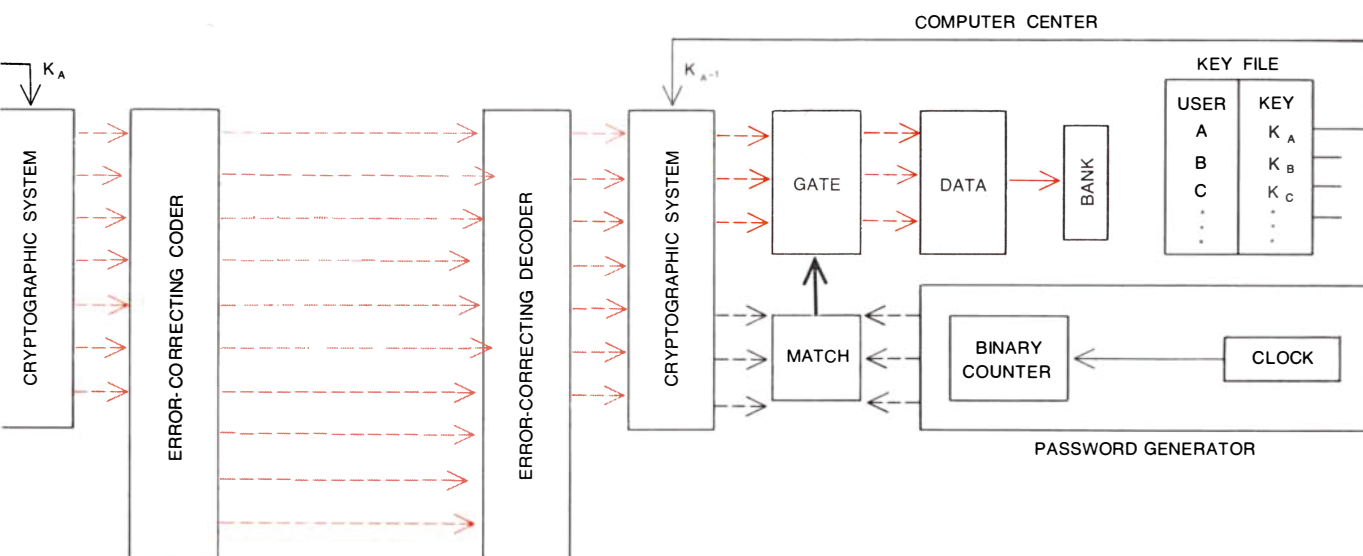 COMPUTER CENTER
K A
K A-1
KEY FILE
USER KEY
A K A
B K B
C K C
CRYPTOGRAPHIC SYSTEM
ERROR-CORRECTING CODER
ERROR-CORRECTING DECODER
CRYPTOGRAPHIC SYSTEM
GATE
DATA
BANK
MATCH
BINARY
COUNTER
CLOCK
PASSWORD GENERATOR